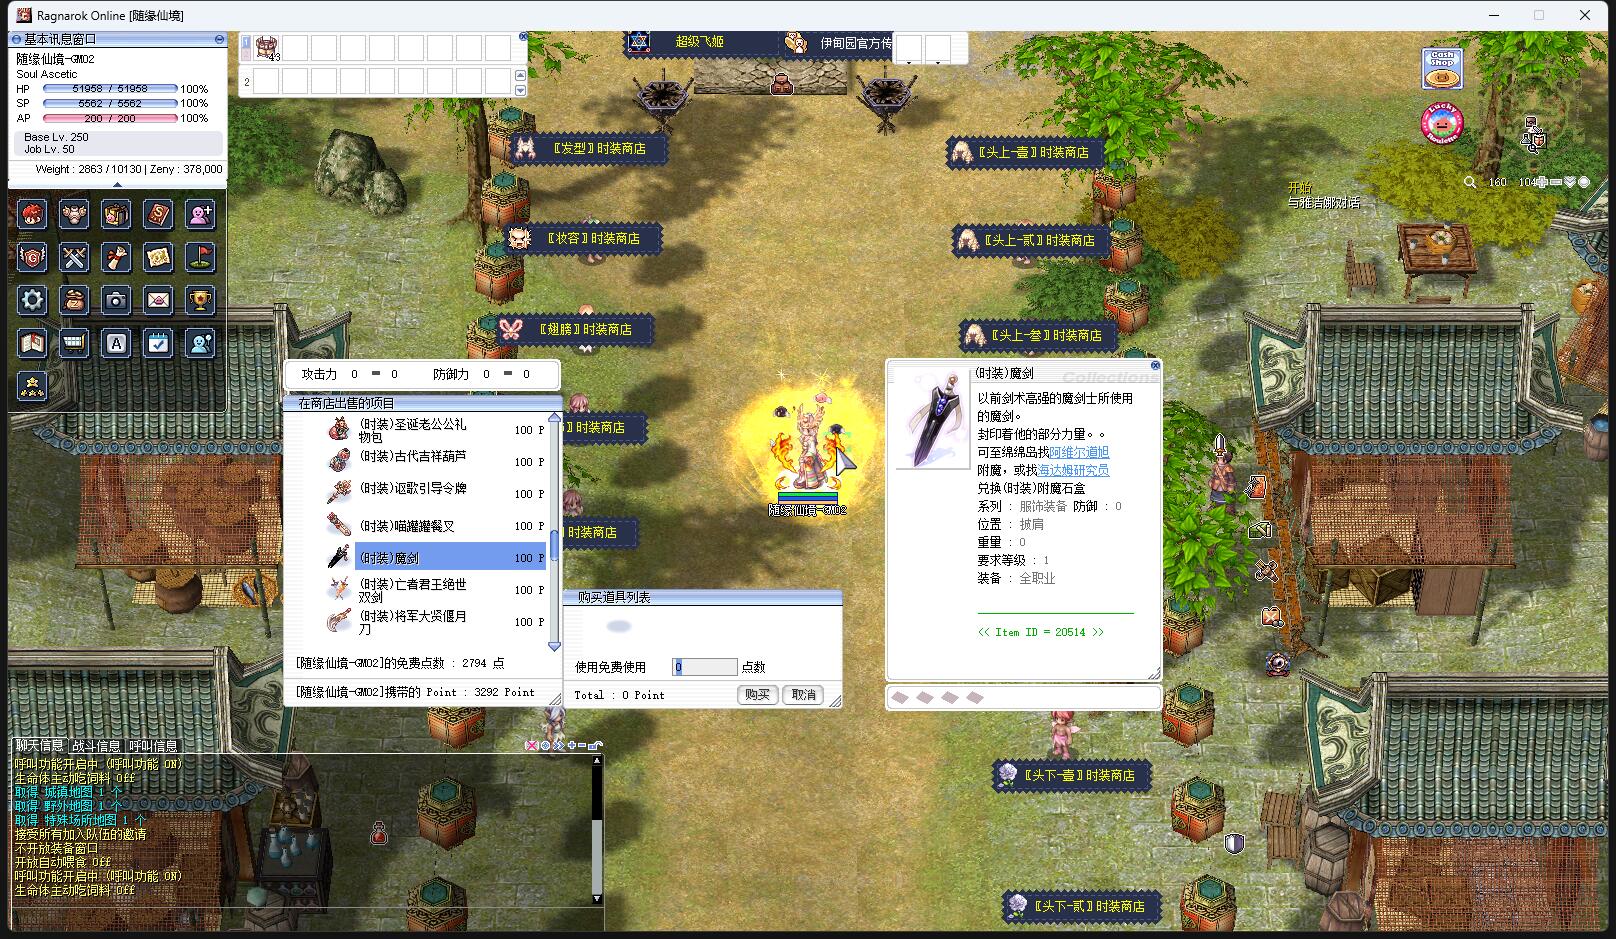 Ragnarok Online [随缘仙境]
基本讯息窗口
随缘仙境-GM02
Soul Ascetic
HP 51958 / 51958 100%
SP 5562 / 5562 100%
AP 200 / 200 100%
Base Lv. 250
Job Lv. 50
Weight : 2863 / 10130 | Zeny : 378,000
1
43
2
超级飞姬
伊甸园官方传
Cash Shop
Lucky Roulette
160 104
开始
与雅吉娜对话
〖发型〗时装商店
〖头上-壹〗时装商店
〖妆容〗时装商店
〖头上-贰〗时装商店
〖翅膀〗时装商店
〖头上-叁〗时装商店
〗时装商店
〗时装商店
攻击力 0 = 0 防御力 0 = 0
在商店出售的项目
(时装)圣诞老公公礼物包 100 P
(时装)古代吉祥葫芦 100 P
(时装)讴歌引导令牌 100 P
(时装)喵罐罐餐叉 100 P
(时装)魔剑 100 P
(时装)亡者君王绝世双剑 100 P
(时装)将军大贤偃月刀 100 P
[随缘仙境-GM02]的免费点数 : 2794 点
[随缘仙境-GM02]携带的 Point : 3292 Point
购买道具列表
使用免费使用 0 点数
Total : 0 Point 购买 取消
随缘仙境-GM02
(时装)魔剑
Collections
以前剑术高强的魔剑士所使用
的魔剑。
封印着他的部分力量。。
可至绵绵岛找阿维尔道旭
附魔，或找海达姆研究员
兑换(时装)附魔石盒
系列 : 服饰装备 防御 : 0
位置 : 披肩
重量 : 0
要求等级 : 1
装备 : 全职业
<< Item ID = 20514 >>
〖头下-壹〗时装商店
〖头下-贰〗时装商店
聊天信息 战斗信息 呼叫信息
呼叫功能开启中 (呼叫功能 ON)
生命体主动吃饲料 Off
取得 城镇地图 1 个
取得 野外地图 1 个
取得 特殊场所地图 1 个
接受所有加入队伍的邀请
不开放装备窗口
开放自动喂食 Off
呼叫功能开启中 (呼叫功能 ON)
生命体主动吃饲料 Off